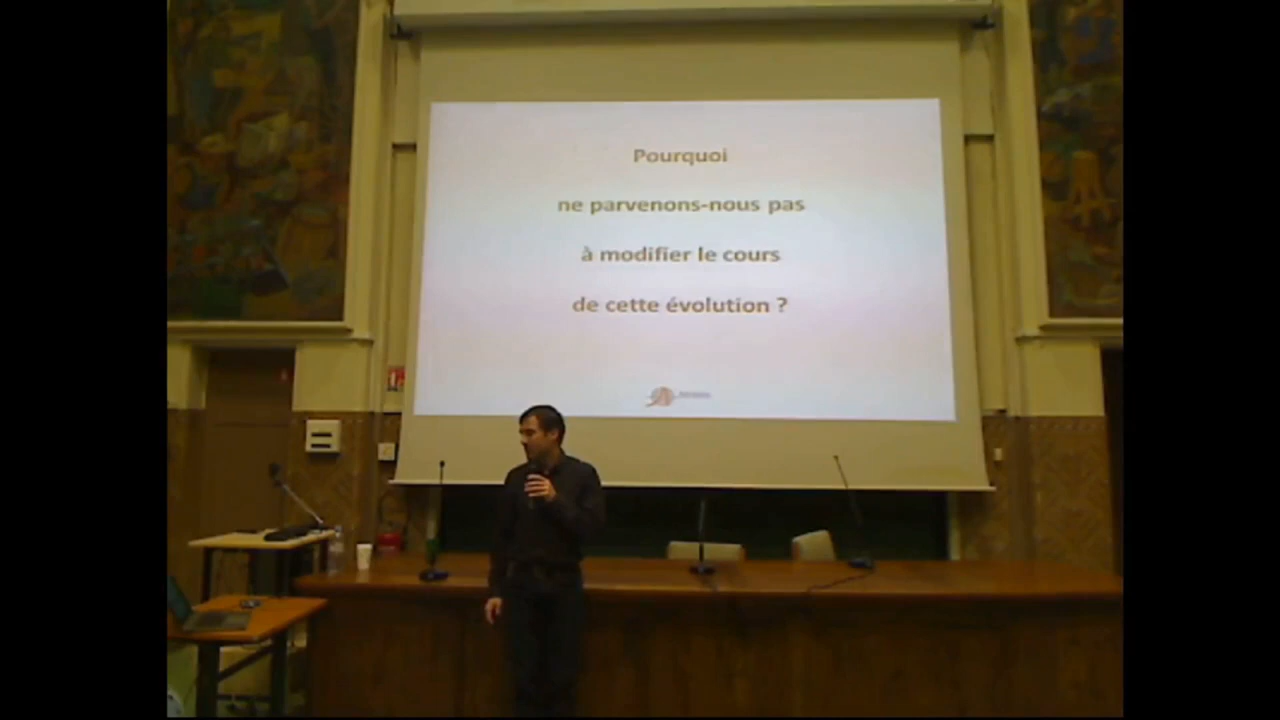 Pourquoi
ne parvenons-nous pas
à modifier le cours
de cette évolution ?